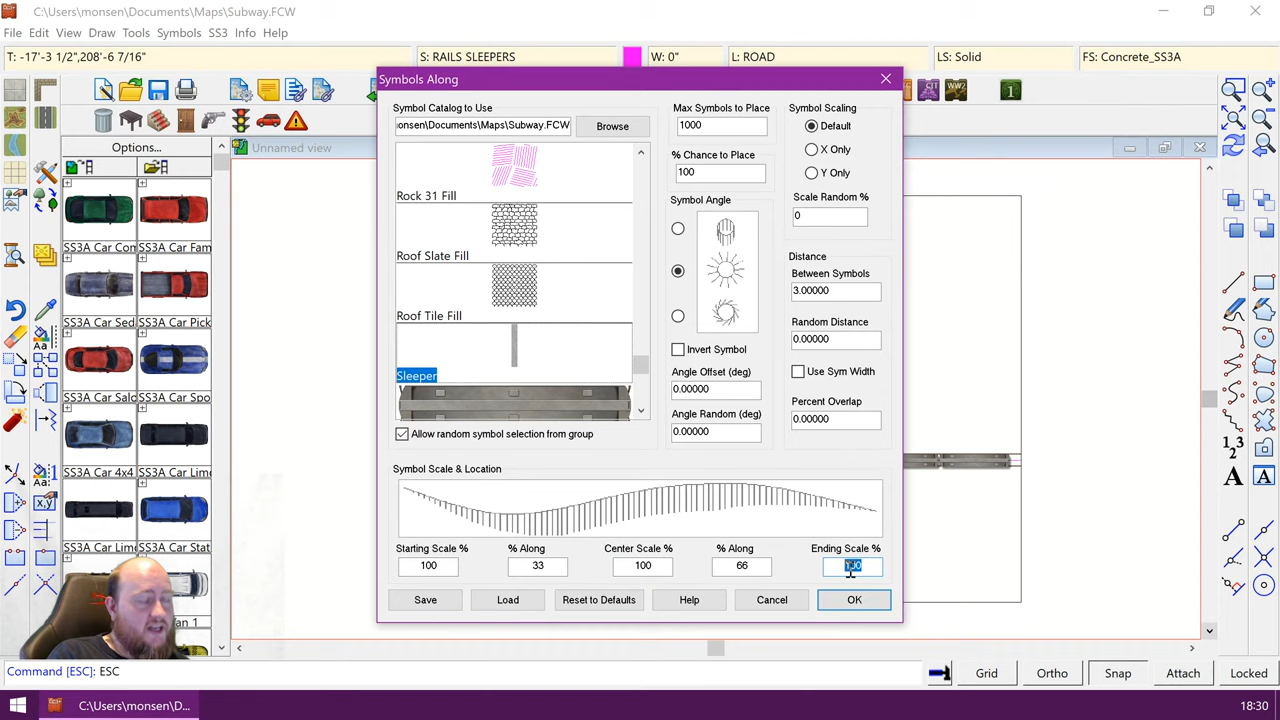 C:\Users\monsen\Documents\Maps\Subway.FCW
File Edit View Draw Tools Symbols SS3 Info Help
T: -17'-3 1/2",208'-6 7/16"
S: RAILS SLEEPERS
W: 0"
L: ROAD
LS: Solid
FS: Concrete_SS3A
CIT
WW2
1
Options...
Unnamed view
SS3A Car Com
SS3A Car Fam
SS3A Car Sed
SS3A Car Pick
SS3A Car Salo
SS3A Car Spo
SS3A Car 4x4
SS3A Car Lim
SS3A Car Lim
SS3A Car Stat
Symbols Along
Symbol Catalog to Use
onsen\Documents\Maps\Subway.FCW
Browse
Rock 31 Fill
Roof Slate Fill
Roof Tile Fill
Sleeper
Allow random symbol selection from group
Max Symbols to Place
1000
% Chance to Place
100
Symbol Angle
Invert Symbol
Angle Offset (deg)
0.00000
Angle Random (deg)
0.00000
Symbol Scaling
Default
X Only
Y Only
Scale Random %
0
Distance
Between Symbols
3.00000
Random Distance
0.00000
Use Sym Width
Percent Overlap
0.00000
Symbol Scale & Location
Starting Scale %
100
% Along
33
Center Scale %
100
% Along
66
Ending Scale %
100
Save
Load
Reset to Defaults
Help
Cancel
OK
Command [ESC]: ESC
Grid
Ortho
Snap
Attach
Locked
C:\Users\monsen\D...
18:30